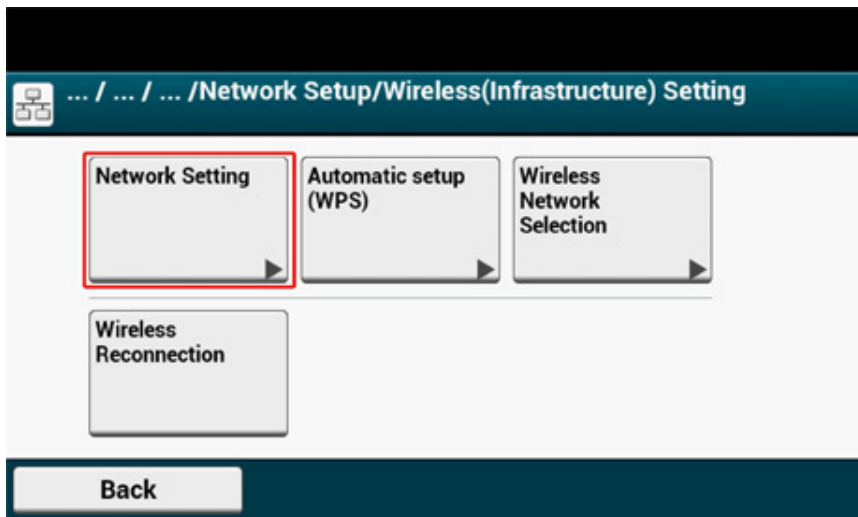 ... / ... / ... /Network Setup/Wireless(Infrastructure) Setting
Network Setting
Automatic setup
(WPS)
Wireless
Network
Selection
Wireless
Reconnection
Back